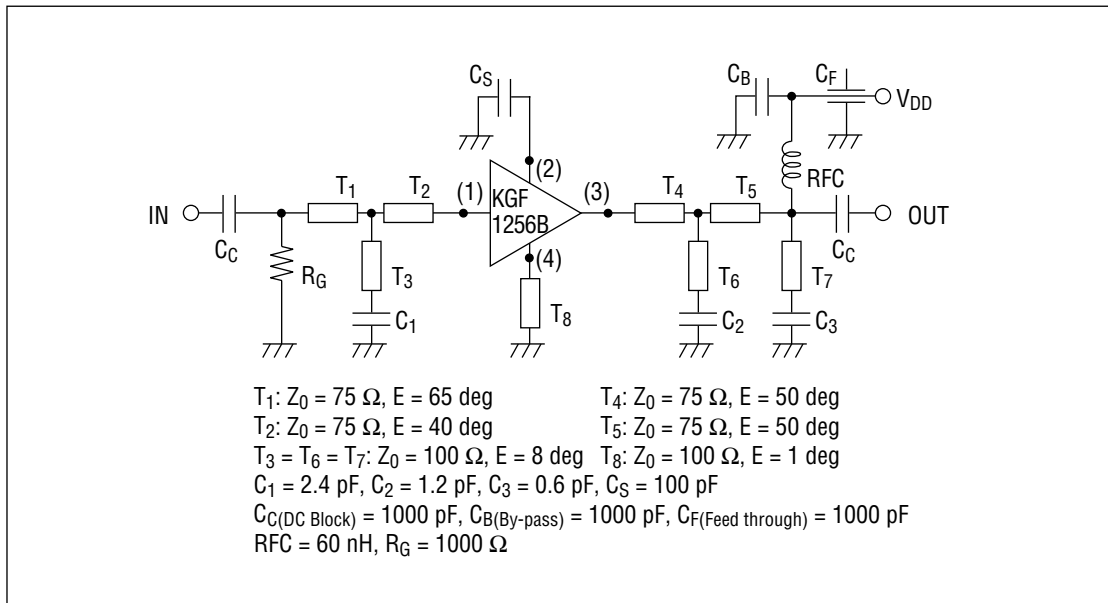 C_S
C_B
C_F
V_DD
(2)
RFC
T_1
T_2
(1)
KGF
1256B
(3)
T_4
T_5
IN
OUT
C_C
C_C
(4)
R_G
T_3
T_6
T_7
C_1
T_8
C_2
C_3
T_1: Z_0 = 75 Ω, E = 65 deg
T_4: Z_0 = 75 Ω, E = 50 deg
T_2: Z_0 = 75 Ω, E = 40 deg
T_5: Z_0 = 75 Ω, E = 50 deg
T_3 = T_6 = T_7: Z_0 = 100 Ω, E = 8 deg
T_8: Z_0 = 100 Ω, E = 1 deg
C_1 = 2.4 pF, C_2 = 1.2 pF, C_3 = 0.6 pF, C_S = 100 pF
C_C(DC Block) = 1000 pF, C_B(By-pass) = 1000 pF, C_F(Feed through) = 1000 pF
RFC = 60 nH, R_G = 1000 Ω